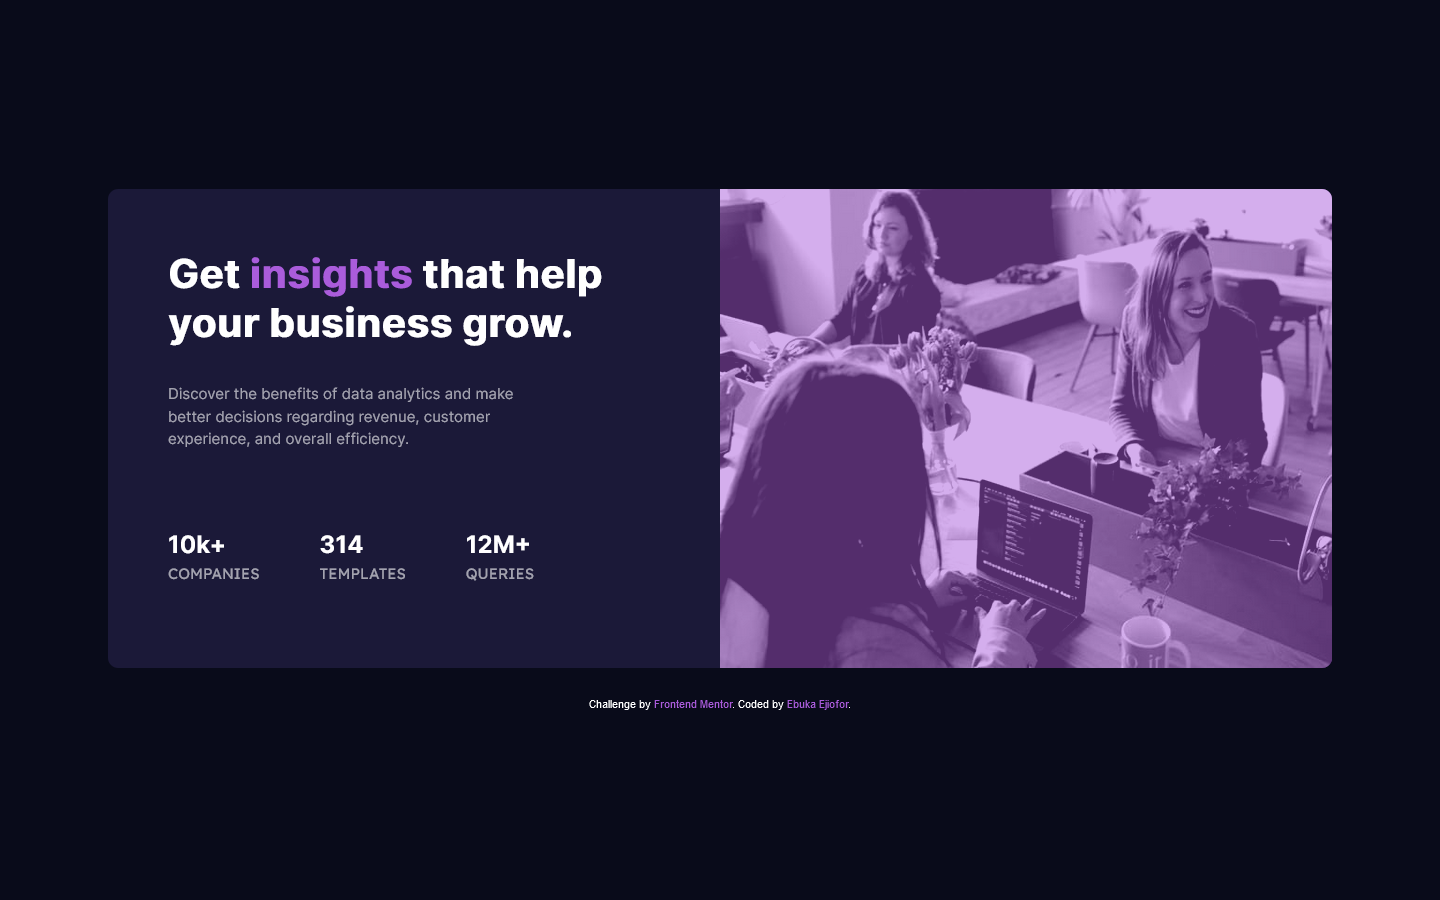 Get insights that help
your business grow.
Discover the benefits of data analytics and make
better decisions regarding revenue, customer
experience, and overall efficiency.
10k+ 314 12M+
COMPANIES TEMPLATES QUERIES
Challenge by Frontend Mentor. Coded by Ebuka Ejiofor.